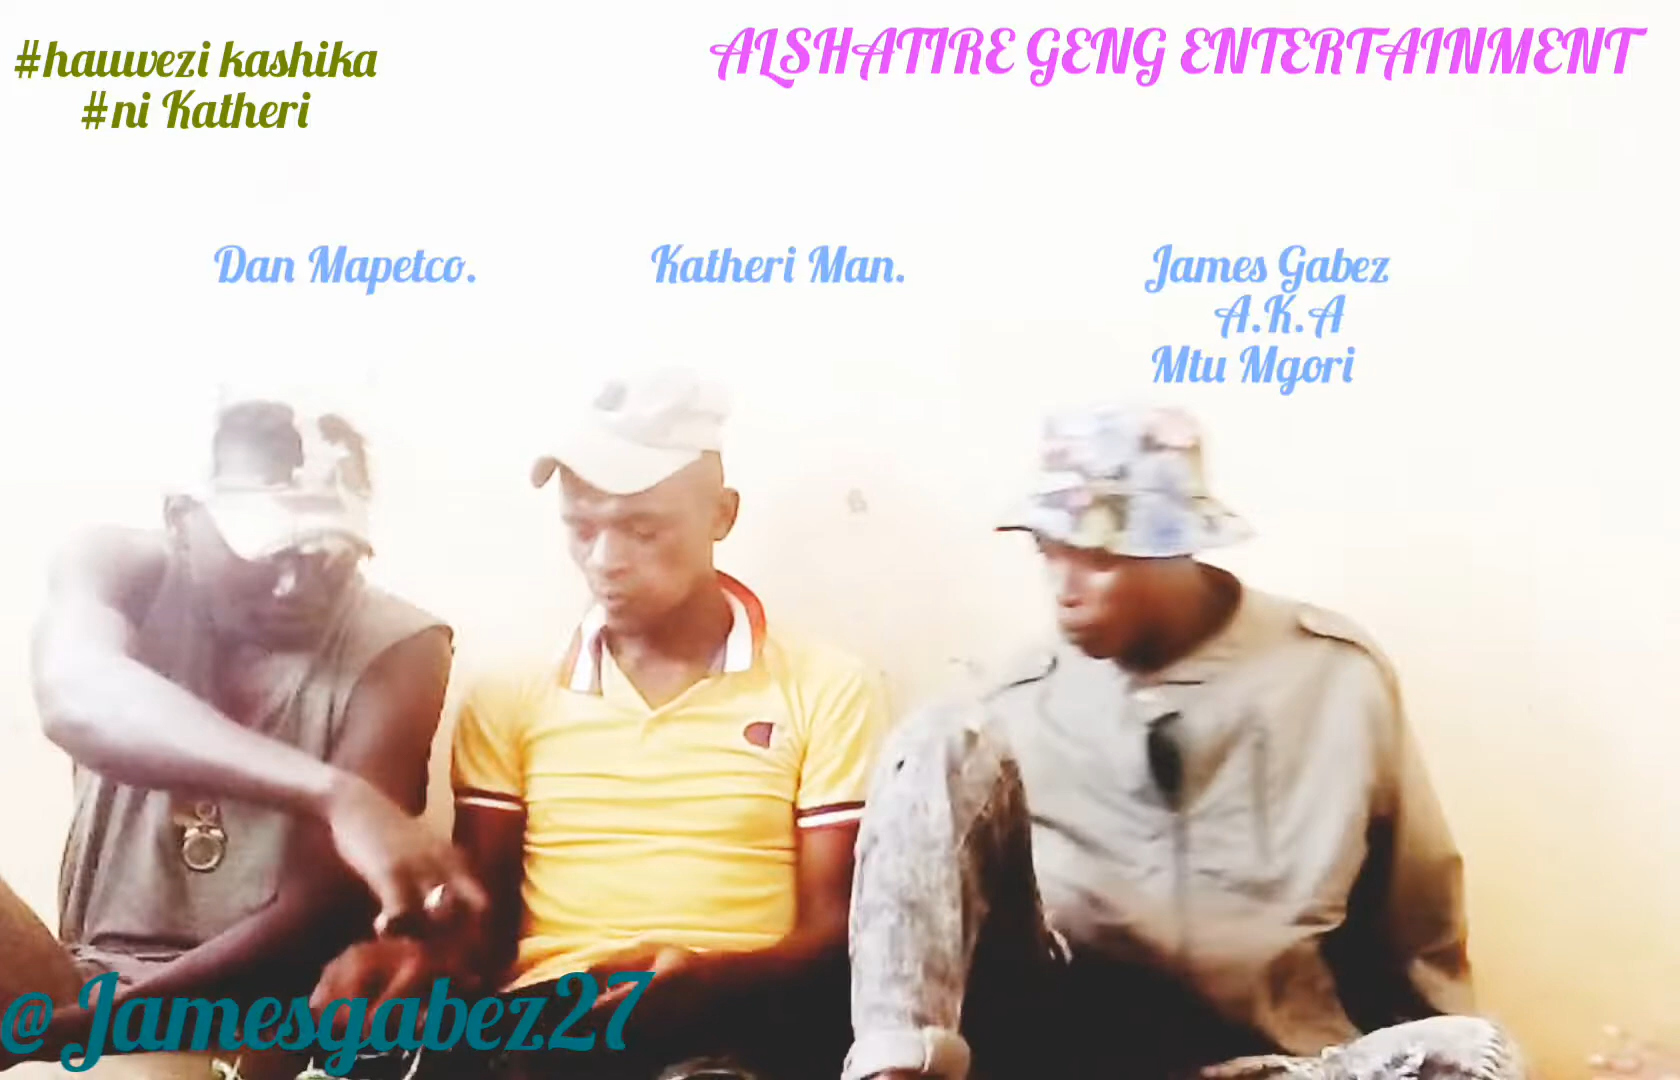 #hauwezi kashika
#ni Katheri
ALSHATIRE GENG ENTERTAINMENT
Dan Mapetco.
Katheri Man.
James Gabez
A.K.A
Mtu Mgori
@Jamesgabez27